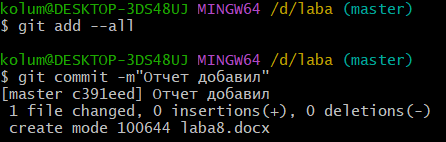 kolum@DESKTOP-3DS48UJ MINGW64 /d/laba (master)
$ git add --all
kolum@DESKTOP-3DS48UJ MINGW64 /d/laba (master)
$ git commit -m"Отчет добавил"
[master c391eed] Отчет добавил
1 file changed, 0 insertions(+), 0 deletions(-)
create mode 100644 laba8.docx